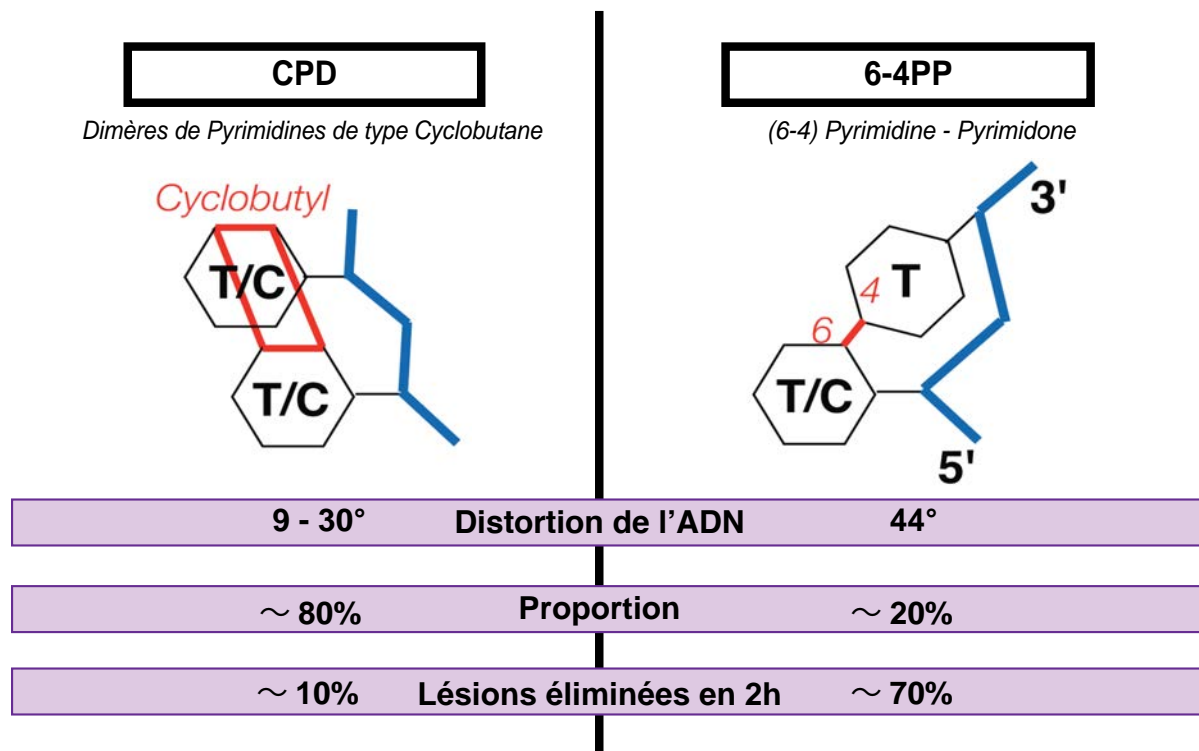 CPD
Dimères de Pyrimidines de type Cyclobutane
Cyclobutyl
T/C
T/C
6-4PP
(6-4) Pyrimidine - Pyrimidone
3'
T
4
6
T/C
5'
9 - 30° Distortion de l'ADN 44°
~ 80% Proportion ~ 20%
~ 10% Lésions éliminées en 2h ~ 70%